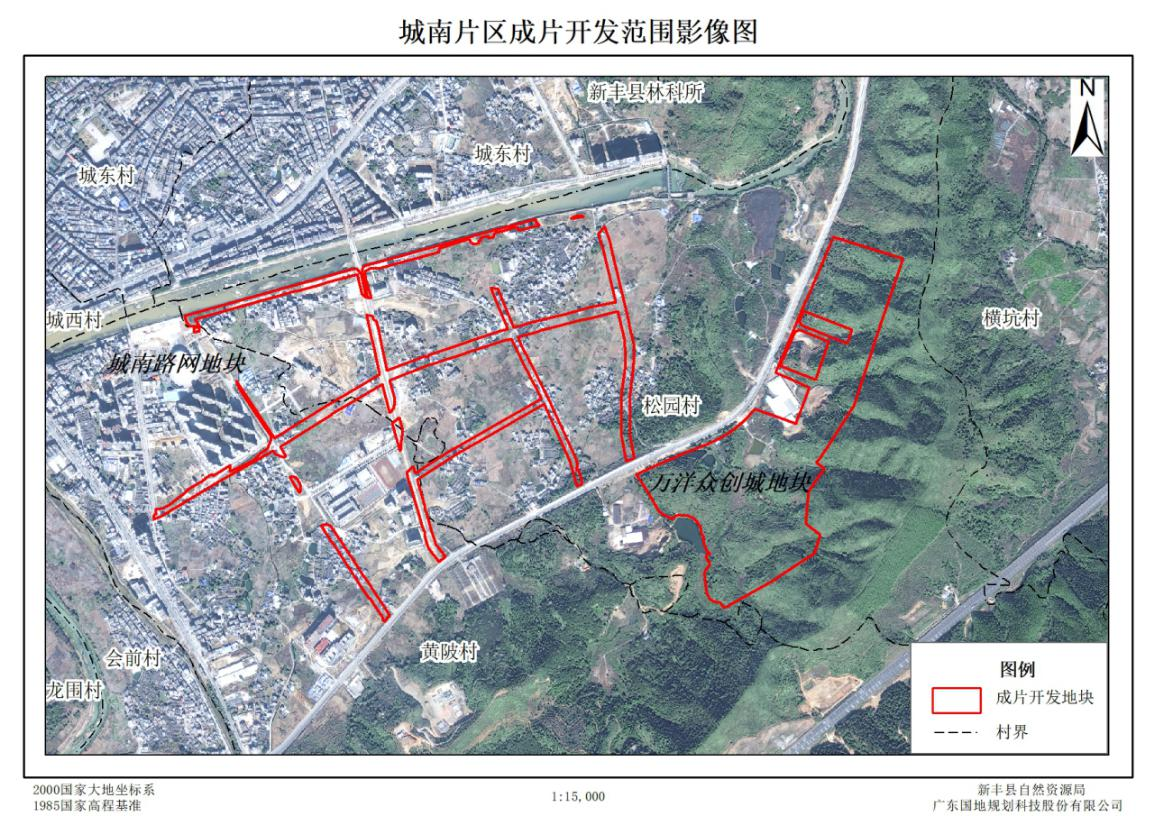 城南片区成片开发范围影像图
N
新丰县林科所
城东村
城东村
城西村
横坑村
城南路网地块
松园村
万洋众创城地块
黄陂村
会前村
龙围村
图例
成片开发地块
村界
2000国家大地坐标系
1985国家高程基准
1:15,000
新丰县自然资源局
广东国地规划科技股份有限公司